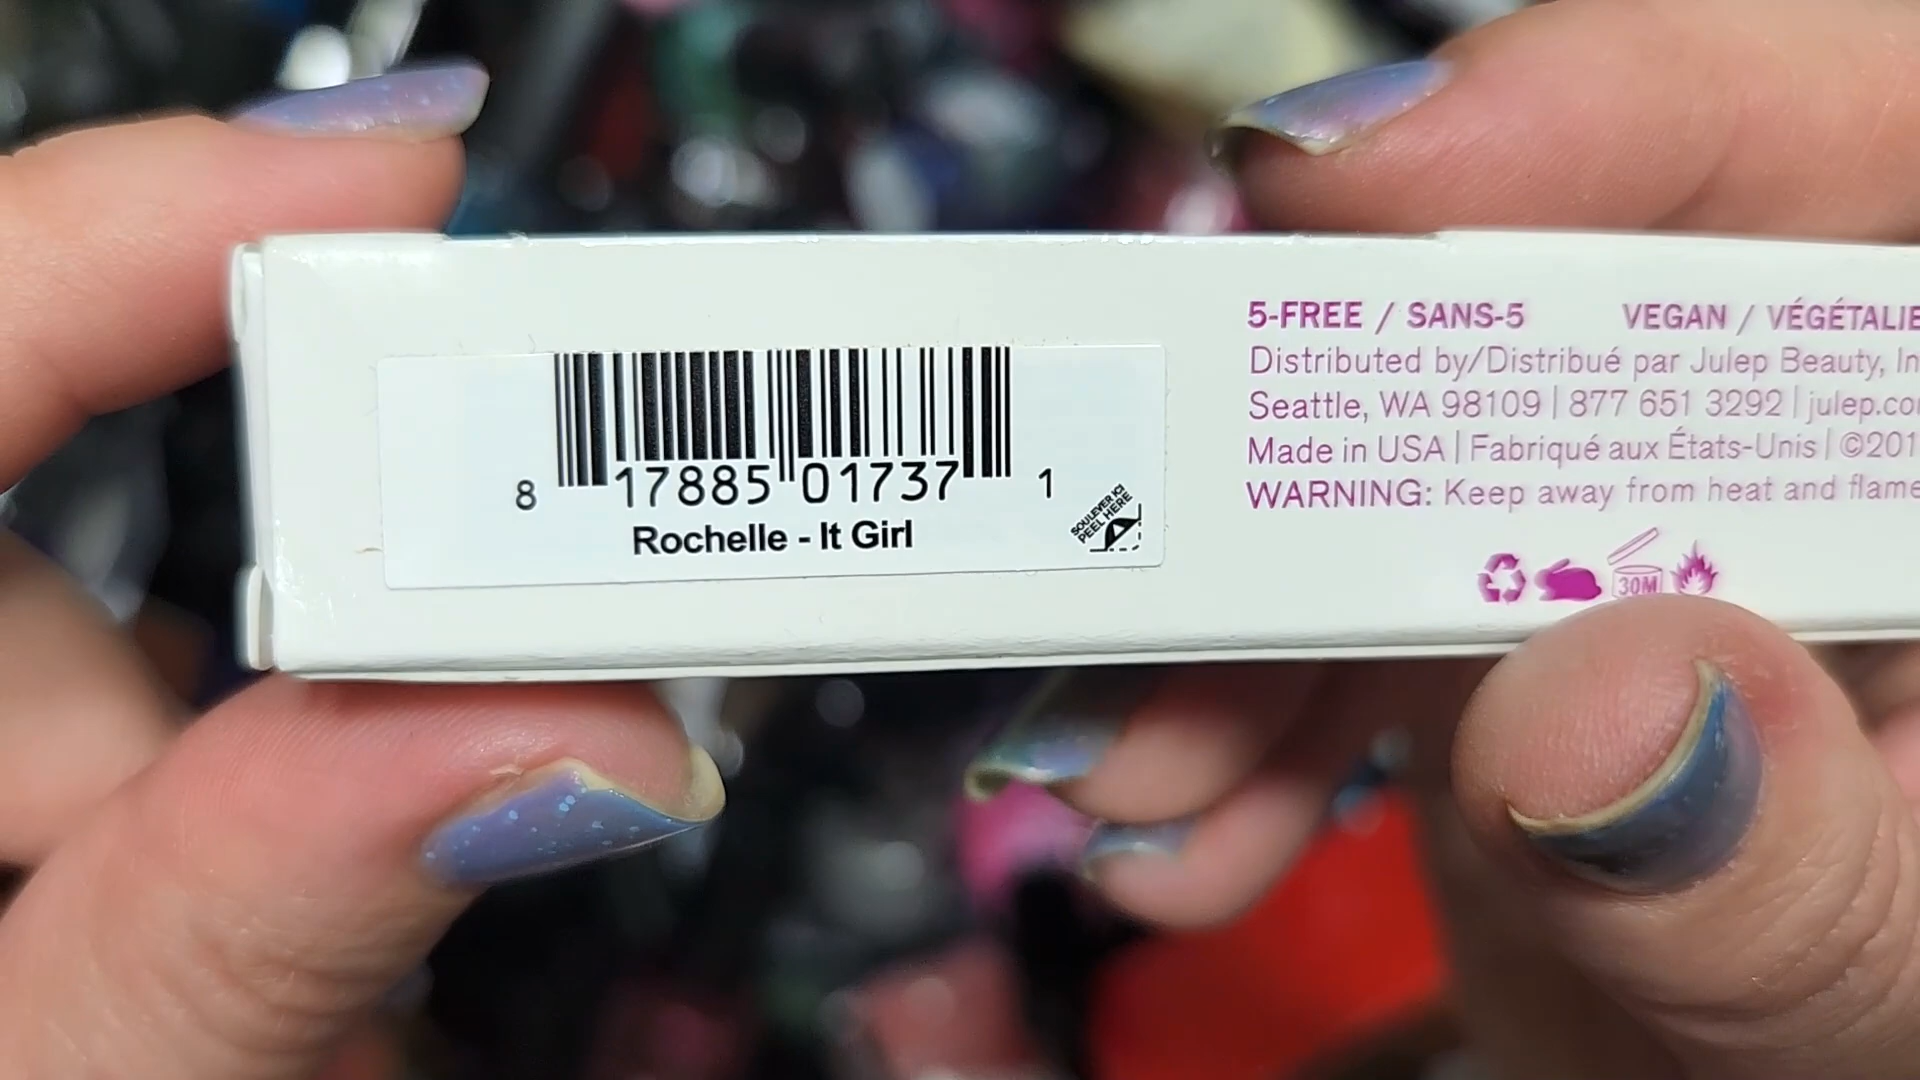 8 17885 01737 1
Rochelle - It Girl
SOULEVER ICI
PEEL HERE
5-FREE / SANS-5 VEGAN / VÉGÉTALIE
Distributed by/Distribué par Julep Beauty, In
Seattle, WA 98109 | 877 651 3292 | julep.co
Made in USA | Fabriqué aux États-Unis | ©201
WARNING: Keep away from heat and flame
30M